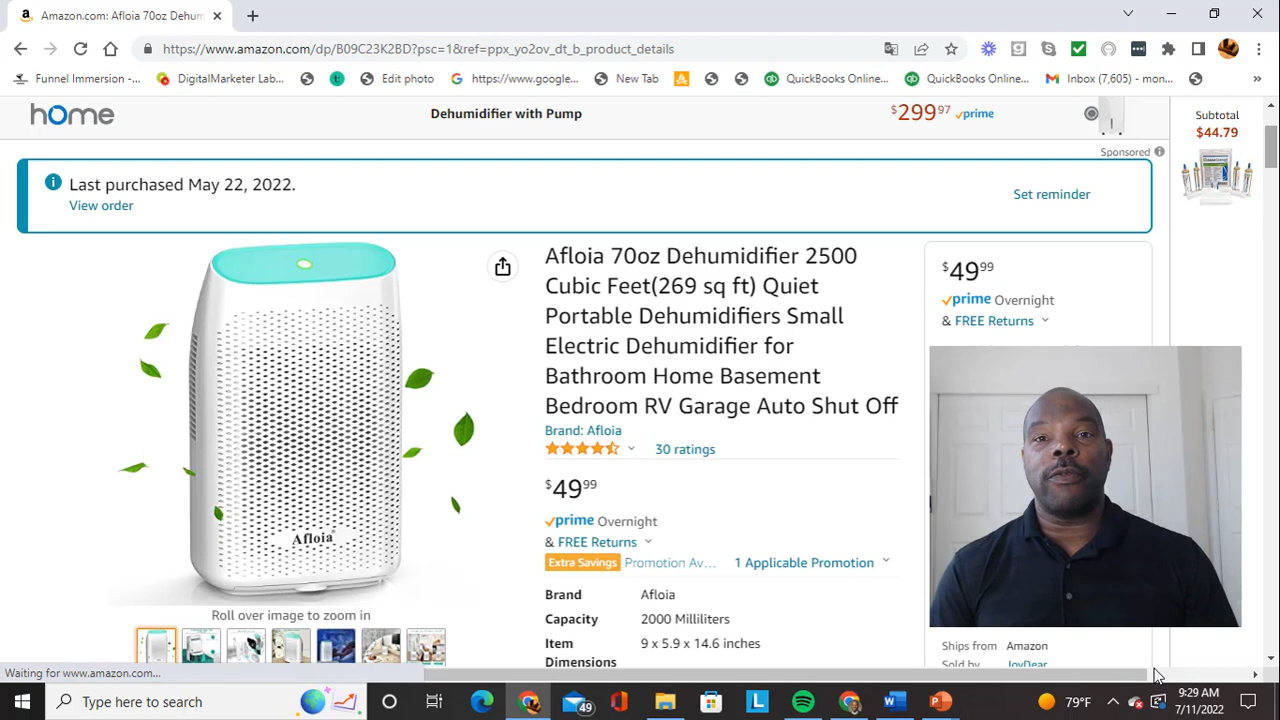 Amazon.com: Afloia 70oz Dehum
https://www.amazon.com/dp/B09C23K2BD?psc=1&ref=ppx_yo2ov_dt_b_product_details
Funnel Immersion -...
DigitalMarketer Lab...
Edit photo
https://www.google...
New Tab
QuickBooks Online...
QuickBooks Online...
Inbox (7,605) - mon...
»
home
Dehumidifier with Pump
$299 97 prime
Subtotal
$44.79
Sponsored
Last purchased May 22, 2022.
View order
Set reminder
Afloia 70oz Dehumidifier 2500
Cubic Feet(269 sq ft) Quiet
Portable Dehumidifiers Small
Electric Dehumidifier for
Bathroom Home Basement
Bedroom RV Garage Auto Shut Off
Brand: Afloia
30 ratings
$49 99
prime Overnight
& FREE Returns
Extra Savings Promotion Av... 1 Applicable Promotion
Brand Afloia
Capacity 2000 Milliliters
Item 9 x 5.9 x 14.6 inches
Dimensions
$49 99
prime Overnight
& FREE Returns
Ships from Amazon
Sold by JoyDear
Afloia
Roll over image to zoom in
Waiting for www.amazon.com...
Type here to search
49
79°F
9:29 AM
7/11/2022